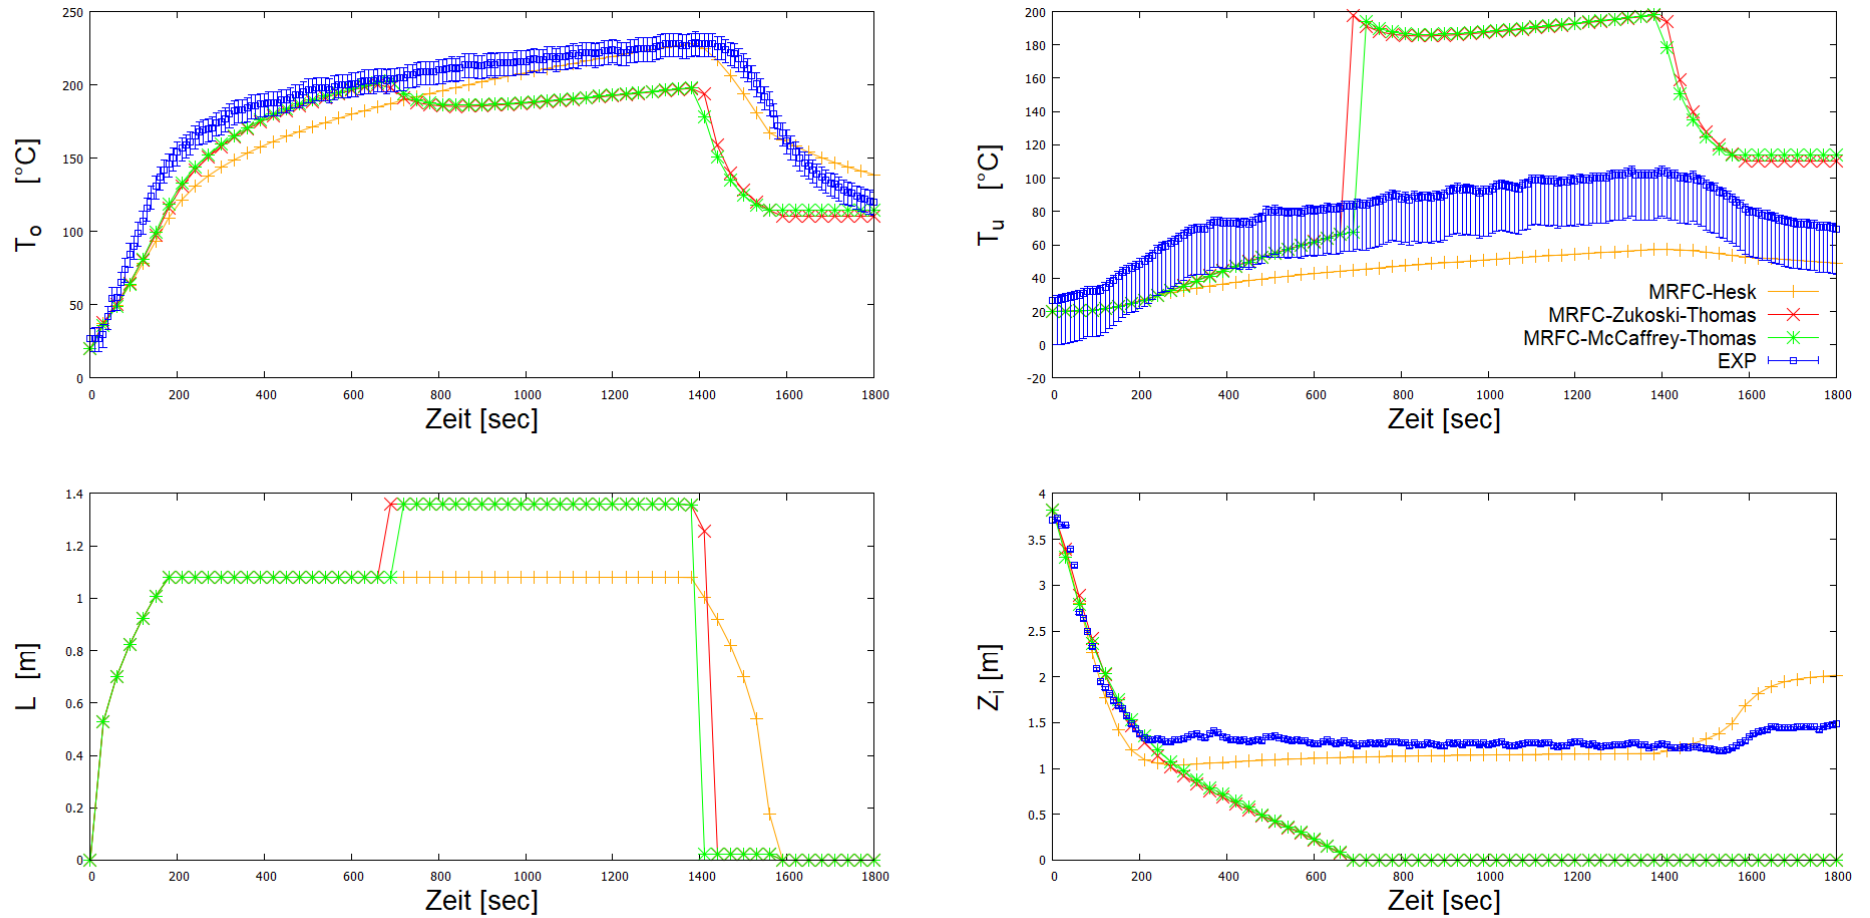 250
200
150
100
50
0
T_o [°C]
0 200 400 600 800 1000 1200 1400 1600 1800
Zeit [sec]
200
180
160
140
120
100
80
60
40
20
0
-20
T_u [°C]
MRFC-Hesk
MRFC-Zukoski-Thomas
MRFC-McCaffrey-Thomas
EXP
0 200 400 600 800 1000 1200 1400 1600 1800
Zeit [sec]
1.4
1.2
1
0.8
0.6
0.4
0.2
0
L [m]
0 200 400 600 800 1000 1200 1400 1600 1800
Zeit [sec]
4
3.5
3
2.5
2
1.5
1
0.5
0
Z_i [m]
0 200 400 600 800 1000 1200 1400 1600 1800
Zeit [sec]